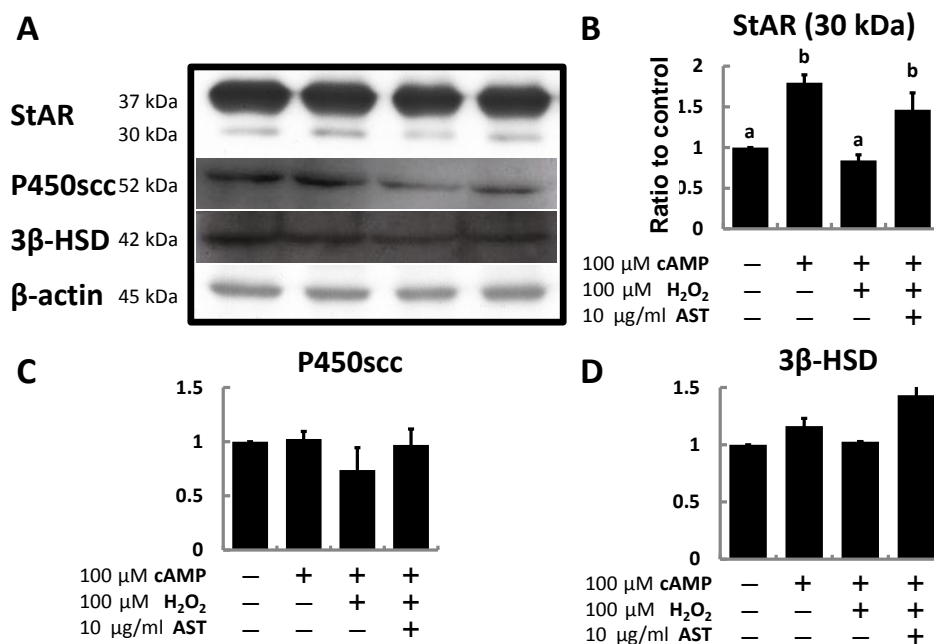 A
StAR
37 kDa
30 kDa
P450scc 52 kDa
3β-HSD 42 kDa
β-actin 45 kDa
B
StAR (30 kDa)
Ratio to control
2
1.5
1
0.5
0
a
b
a
b
100 μM cAMP — + + +
100 μM H₂O₂ — — + +
10 μg/ml AST — — — +
C
P450scc
1.5
1
0.5
0
100 μM cAMP — + + +
100 μM H₂O₂ — — + +
10 μg/ml AST — — — +
D
3β-HSD
1.5
1
0.5
0
100 μM cAMP — + + +
100 μM H₂O₂ — — + +
10 μg/ml AST — — — +